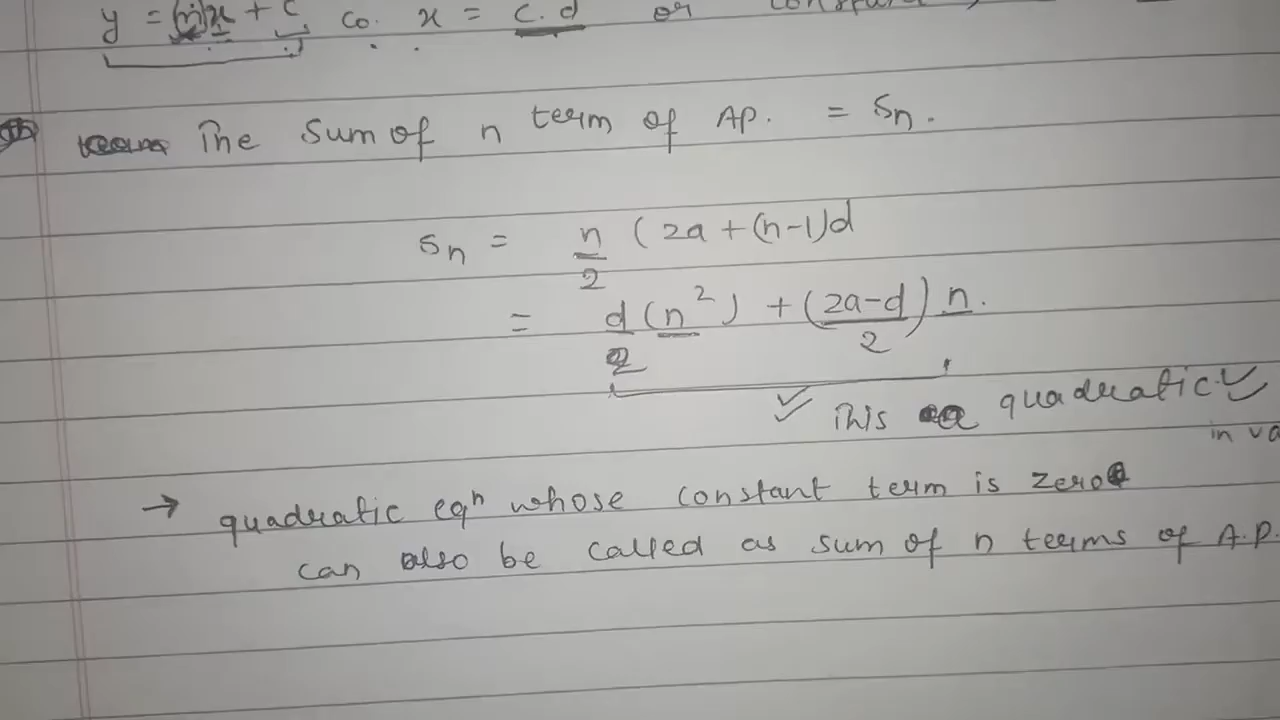 y = (m)x + c co. x = c.d or
The sum of n term of AP. = Sn.
Sn = n/2 (2a + (n-1)d
= d/2 (n²) + (2a-d)/2 n.
This a quadratic
in va
→ quadratic eqⁿ whose constant term is zero
can also be called as sum of n terms of A.P.